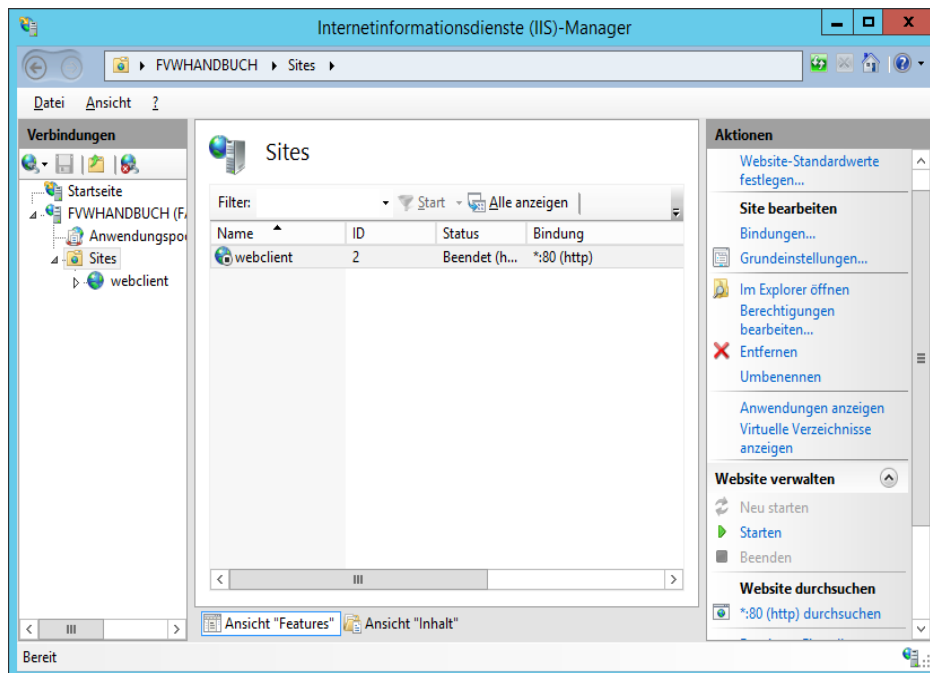 Internetinformationsdienste (IIS)-Manager
FVWHANDBUCH Sites
Datei Ansicht ?
Verbindungen
Startseite
FVWHANDBUCH (F
Anwendungspo
Sites
webclient
Sites
Filter: Start Alle anzeigen
Name ID Status Bindung
webclient 2 Beendet (h... *:80 (http)
Ansicht "Features" Ansicht "Inhalt"
Aktionen
Website-Standardwerte
festlegen...
Site bearbeiten
Bindungen...
Grundeinstellungen...
Im Explorer öffnen
Berechtigungen
bearbeiten...
Entfernen
Umbenennen
Anwendungen anzeigen
Virtuelle Verzeichnisse
anzeigen
Website verwalten
Neu starten
Starten
Beenden
Website durchsuchen
*:80 (http) durchsuchen
Bereit